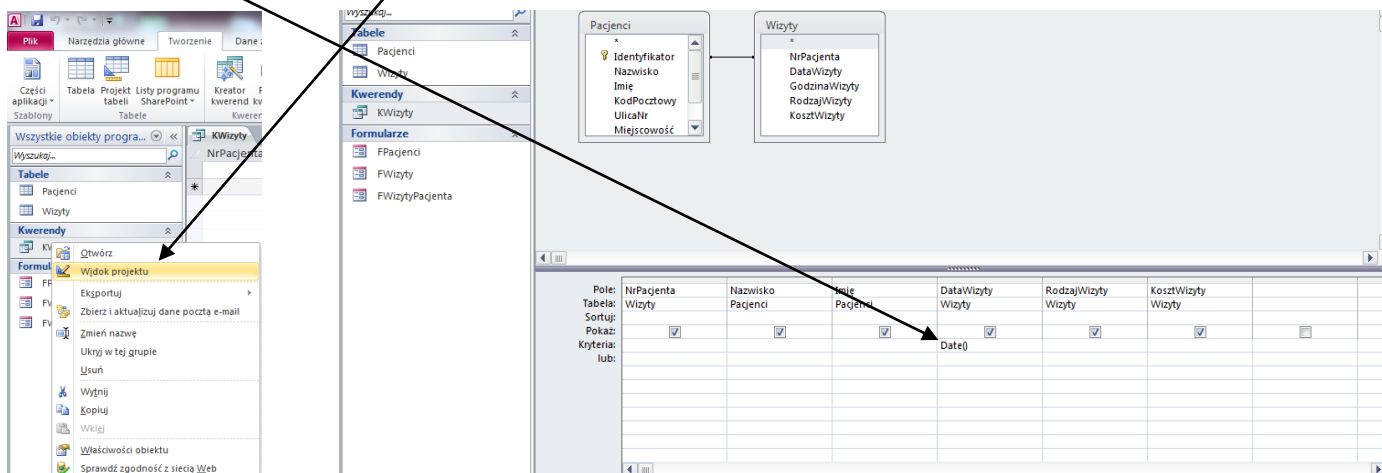 A
Plik Narzędzia główne Tworzenie Dane z
Części aplikacji
Tabela
Projekt tabeli
Listy programu SharePoint
Kreator kwerend
Szablony Tabele
Wszystkie obiekty progra...
Wyszukaj...
Tabele
Pacjenci
Wizyty
Kwerendy
Otwórz
Widok projektu
Eksportuj
Zbierz i aktualizuj dane pocztą e-mail
Zmień nazwę
Ukryj w tej grupie
Usuń
Wytnij
Kopiuj
Wklej
Właściwości obiektu
Sprawdź zgodność z siecią Web
KWizyty
NrPacjenta
Wyszukaj...
Tabele
Pacjenci
Wizyty
Kwerendy
KWizyty
Formularze
FPacjenci
FWizyty
FWizytyPacjenta
Pacjenci
*
Identyfikator
Nazwisko
Imię
KodPocztowy
UlicaNr
Miejscowość
Wizyty
*
NrPacjenta
DataWizyty
GodzinaWizyty
RodzajWizyty
KosztWizyty
Pole: NrPacjenta Nazwisko Imię DataWizyty RodzajWizyty KosztWizyty
Tabela: Wizyty Pacjenci Pacjenci Wizyty Wizyty Wizyty
Sortuj:
Pokaż:
Kryteria: Date()
lub: